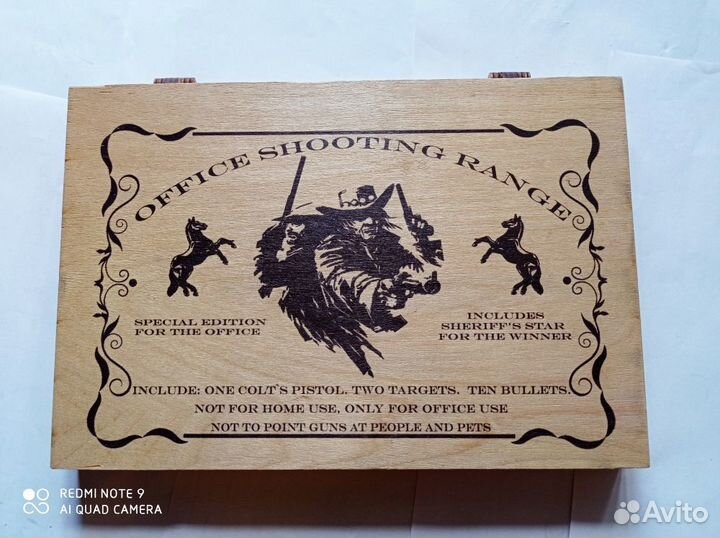 OFFICE SHOOTING RANGE
SPECIAL EDITION
FOR THE OFFICE
INCLUDES
SHERIFF'S STAR
FOR THE WINNER
INCLUDE: ONE COLT'S PISTOL. TWO TARGETS. TEN BULLETS.
NOT FOR HOME USE, ONLY FOR OFFICE USE
NOT TO POINT GUNS AT PEOPLE AND PETS
REDMI NOTE 9
AI QUAD CAMERA
Avito